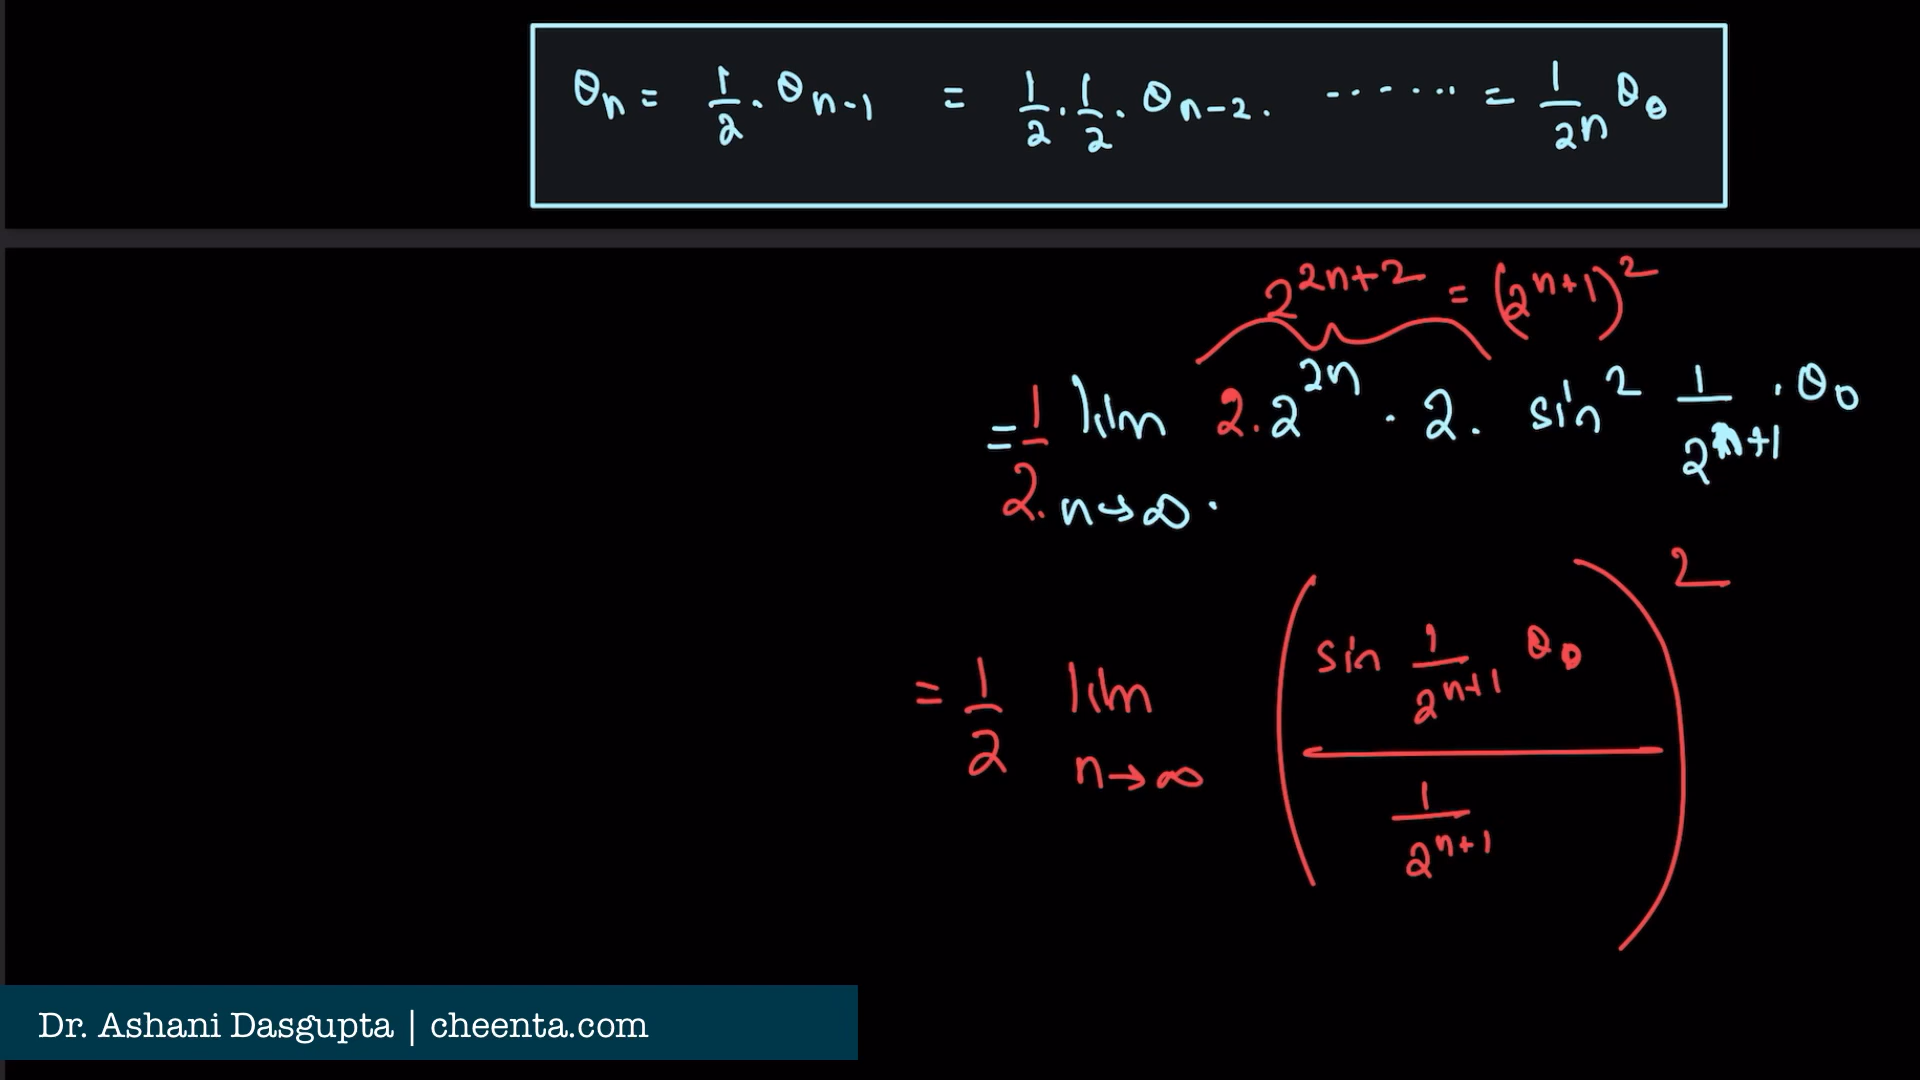 θn = 1/2 · θn-1 = 1/2 · 1/2 · θn-2 · ······ = 1/2^n θ0
2^(2n+2) = (2^(n+1))^2
= 1/2 · lim n→∞ · 2 · 2^(2n) · 2 · sin^2 1/2^(n+1) · θ0
= 1/2 lim n→∞ ( sin 1/2^(n+1) θ0 / 1/2^(n+1) )^2
Dr. Ashani Dasgupta | cheenta.com